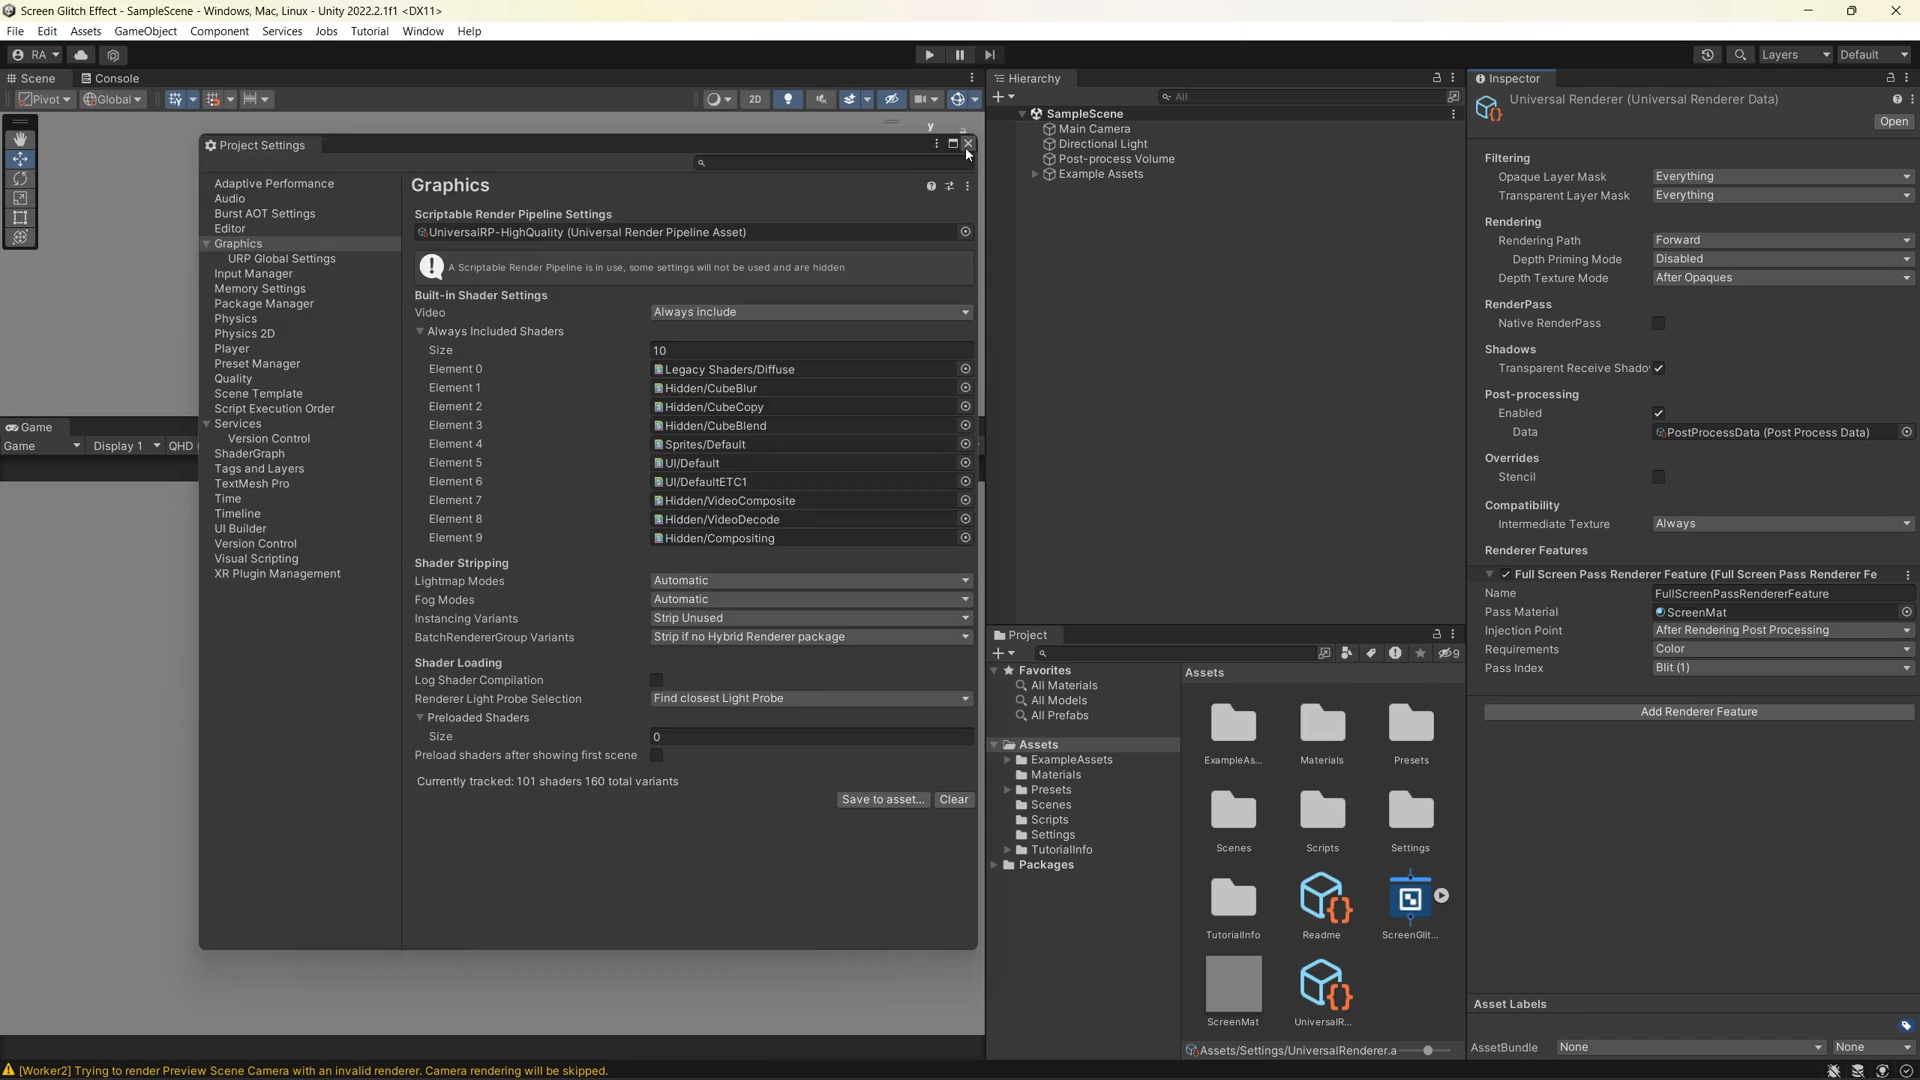 Screen Glitch Effect - SampleScene - Windows, Mac, Linux - Unity 2022.2.1f1 <DX11>
File Edit Assets GameObject Component Services Jobs Tutorial Window Help
RA Layers Default
Scene Console
Pivot Global 2D
Project Settings
Adaptive Performance
Audio
Burst AOT Settings
Editor
Graphics
URP Global Settings
Input Manager
Memory Settings
Package Manager
Physics
Physics 2D
Player
Preset Manager
Quality
Scene Template
Script Execution Order
Services
Version Control
ShaderGraph
Tags and Layers
TextMesh Pro
Time
Timeline
UI Builder
Version Control
Visual Scripting
XR Plugin Management
y
Game
Game Display 1 QHD (
Graphics
Scriptable Render Pipeline Settings
UniversalRP-HighQuality (Universal Render Pipeline Asset)
A Scriptable Render Pipeline is in use, some settings will not be used and are hidden
Built-in Shader Settings
Video Always include
Always Included Shaders
Size 10
Element 0 Legacy Shaders/Diffuse
Element 1 Hidden/CubeBlur
Element 2 Hidden/CubeCopy
Element 3 Hidden/CubeBlend
Element 4 Sprites/Default
Element 5 UI/Default
Element 6 UI/DefaultETC1
Element 7 Hidden/VideoComposite
Element 8 Hidden/VideoDecode
Element 9 Hidden/Compositing
Shader Stripping
Lightmap Modes Automatic
Fog Modes Automatic
Instancing Variants Strip Unused
BatchRendererGroup Variants Strip if no Hybrid Renderer package
Shader Loading
Log Shader Compilation
Renderer Light Probe Selection Find closest Light Probe
Preloaded Shaders
Size 0
Preload shaders after showing first scene
Currently tracked: 101 shaders 160 total variants
Save to asset... Clear
Hierarchy
All
SampleScene
Main Camera
Directional Light
Post-process Volume
Example Assets
Project
9
Favorites
All Materials
All Models
All Prefabs
Assets
ExampleAssets
Materials
Presets
Scenes
Scripts
Settings
TutorialInfo
Packages
Assets
ExampleAs... Materials Presets
Scenes Scripts Settings
TutorialInfo Readme ScreenGlit...
ScreenMat UniversalR...
Assets/Settings/UniversalRenderer.a
Inspector
Universal Renderer (Universal Renderer Data)
Open
Filtering
Opaque Layer Mask Everything
Transparent Layer Mask Everything
Rendering
Rendering Path Forward
Depth Priming Mode Disabled
Depth Texture Mode After Opaques
RenderPass
Native RenderPass
Shadows
Transparent Receive Shado
Post-processing
Enabled
Data PostProcessData (Post Process Data)
Overrides
Stencil
Compatibility
Intermediate Texture Always
Renderer Features
Full Screen Pass Renderer Feature (Full Screen Pass Renderer Fe
Name FullScreenPassRendererFeature
Pass Material ScreenMat
Injection Point After Rendering Post Processing
Requirements Color
Pass Index Blit (1)
Add Renderer Feature
Asset Labels
AssetBundle None None
[Worker2] Trying to render Preview Scene Camera with an invalid renderer. Camera rendering will be skipped.